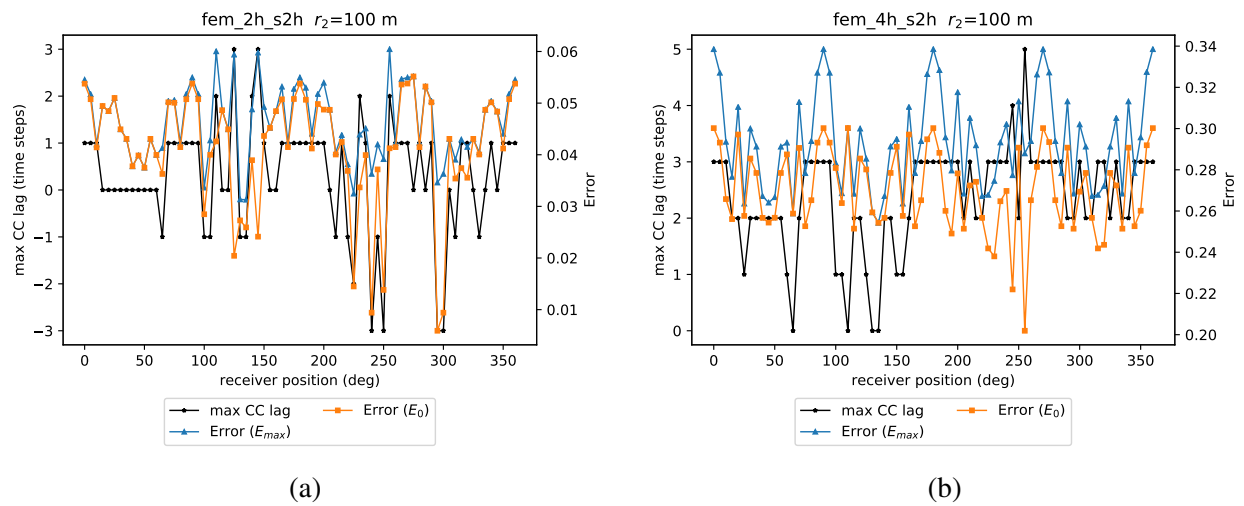 fem_2h_s2h r₂=100 m
max CC lag (time steps)
3
2
1
0
−1
−2
−3
0.06
0.05
0.04
0.03
0.02
0.01
Error
0 50 100 150 200 250 300 350
receiver position (deg)
max CC lag
Error (E₀)
Error (Eₘₐₓ)
(a)
fem_4h_s2h r₂=100 m
max CC lag (time steps)
5
4
3
2
1
0
0.34
0.32
0.30
0.28
0.26
0.24
0.22
0.20
Error
0 50 100 150 200 250 300 350
receiver position (deg)
max CC lag
Error (E₀)
Error (Eₘₐₓ)
(b)